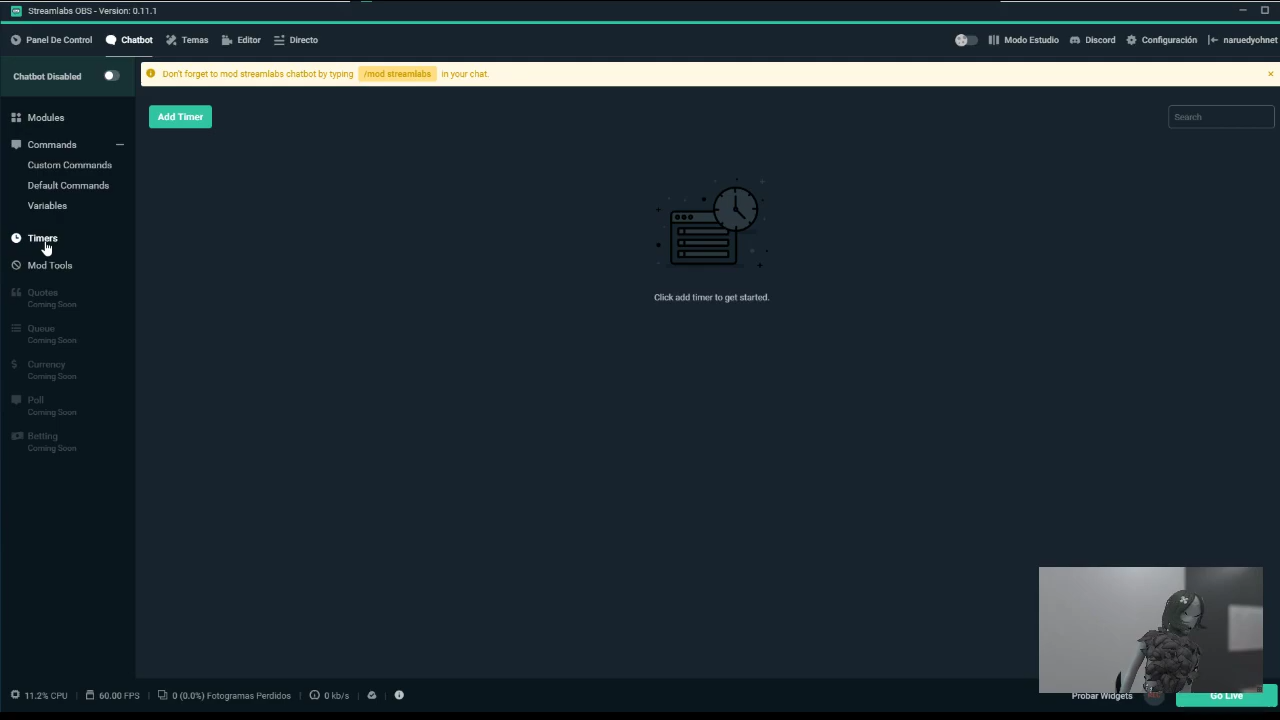 Streamlabs OBS - Version: 0.11.1
Panel De Control Chatbot Temas Editor Directo Modo Estudio Discord Configuración naruedyohnet
Chatbot Disabled
Don't forget to mod streamlabs chatbot by typing /mod streamlabs in your chat.
Modules
Add Timer
Search
Commands
Custom Commands
Default Commands
Variables
Timers
Mod Tools
Quotes
Coming Soon
Queue
Coming Soon
Currency
Coming Soon
Poll
Coming Soon
Betting
Coming Soon
Click add timer to get started.
11.2% CPU 60.00 FPS 0 (0.0%) Fotogramas Perdidos 0 kb/s
Probar Widgets REC Go Live